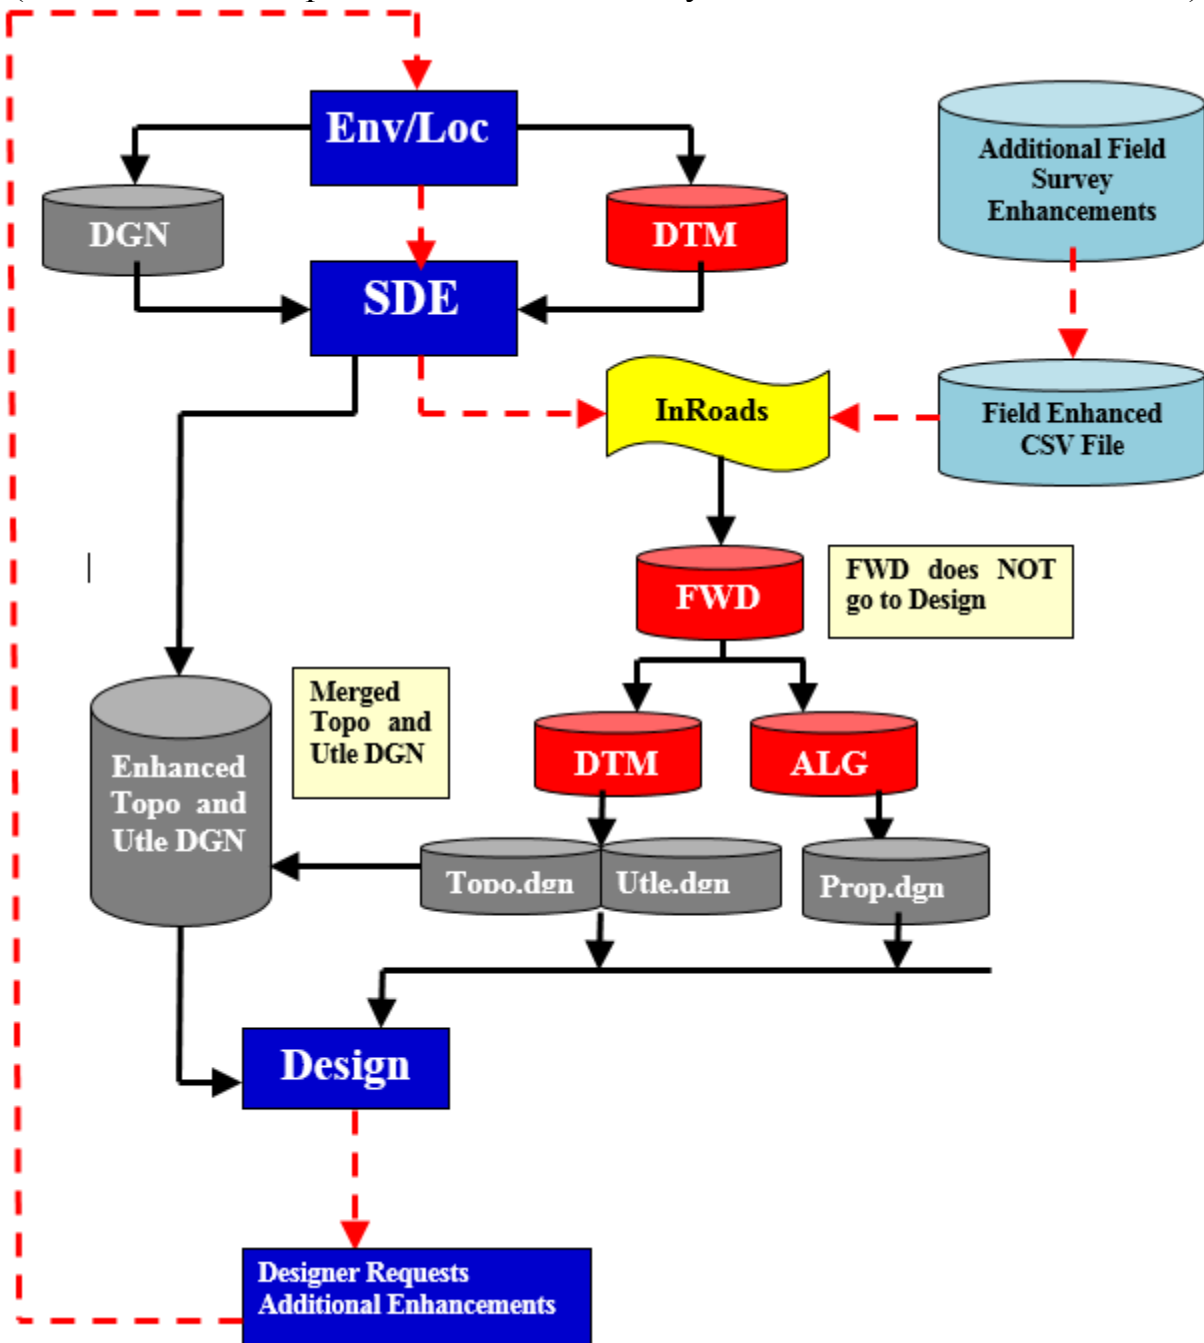 Env/Loc
Additional Field
Survey
Enhancements
DGN
DTM
SDE
InRoads
Field Enhanced
CSV File
FWD
FWD does NOT
go to Design
Merged
Topo and
Utle DGN
DTM
ALG
Enhanced
Topo and
Utle DGN
Topo.dgn
Utle.dgn
Prop.dgn
Design
Designer Requests
Additional Enhancements